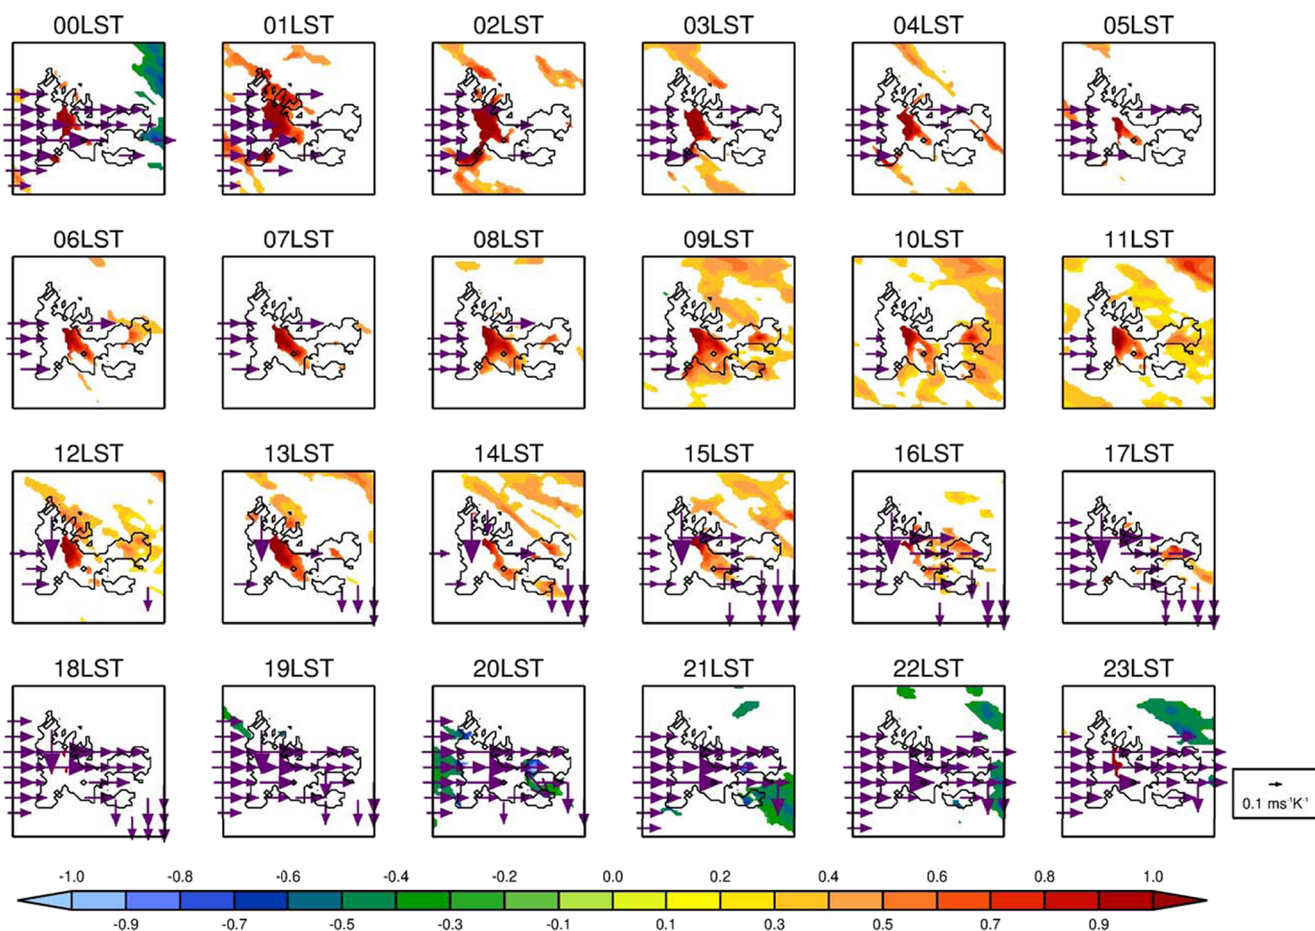 00LST 01LST 02LST 03LST 04LST 05LST
06LST 07LST 08LST 09LST 10LST 11LST
12LST 13LST 14LST 15LST 16LST 17LST
18LST 19LST 20LST 21LST 22LST 23LST
0.1 ms⁻¹K⁻¹
-1.0 -0.8 -0.6 -0.4 -0.2 0.0 0.2 0.4 0.6 0.8 1.0
-0.9 -0.7 -0.5 -0.3 -0.1 0.1 0.3 0.5 0.7 0.9